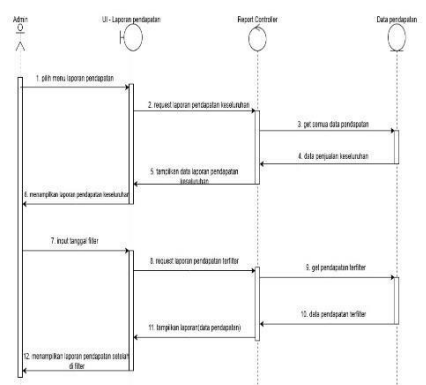 Admin
UI - Laporan pendapatan
Report Controller
Data pendapatan
1. pilih menu laporan pendapatan
2. request laporan pendapatan keseluruhan
3. get semua data pendapatan
4. data penjualan keseluruhan
5. tampilkan data laporan pendapatan
keseluruhan
6. menampilkan laporan pendapatan keseluruhan
7. input tanggal filter
8. request laporan pendapatan terfilter
9. get pendapatan terfilter
10. data pendapatan terfilter
11. tampilkan laporan(data pendapatan)
12. menampilkan laporan pendapatan setelah
di filter